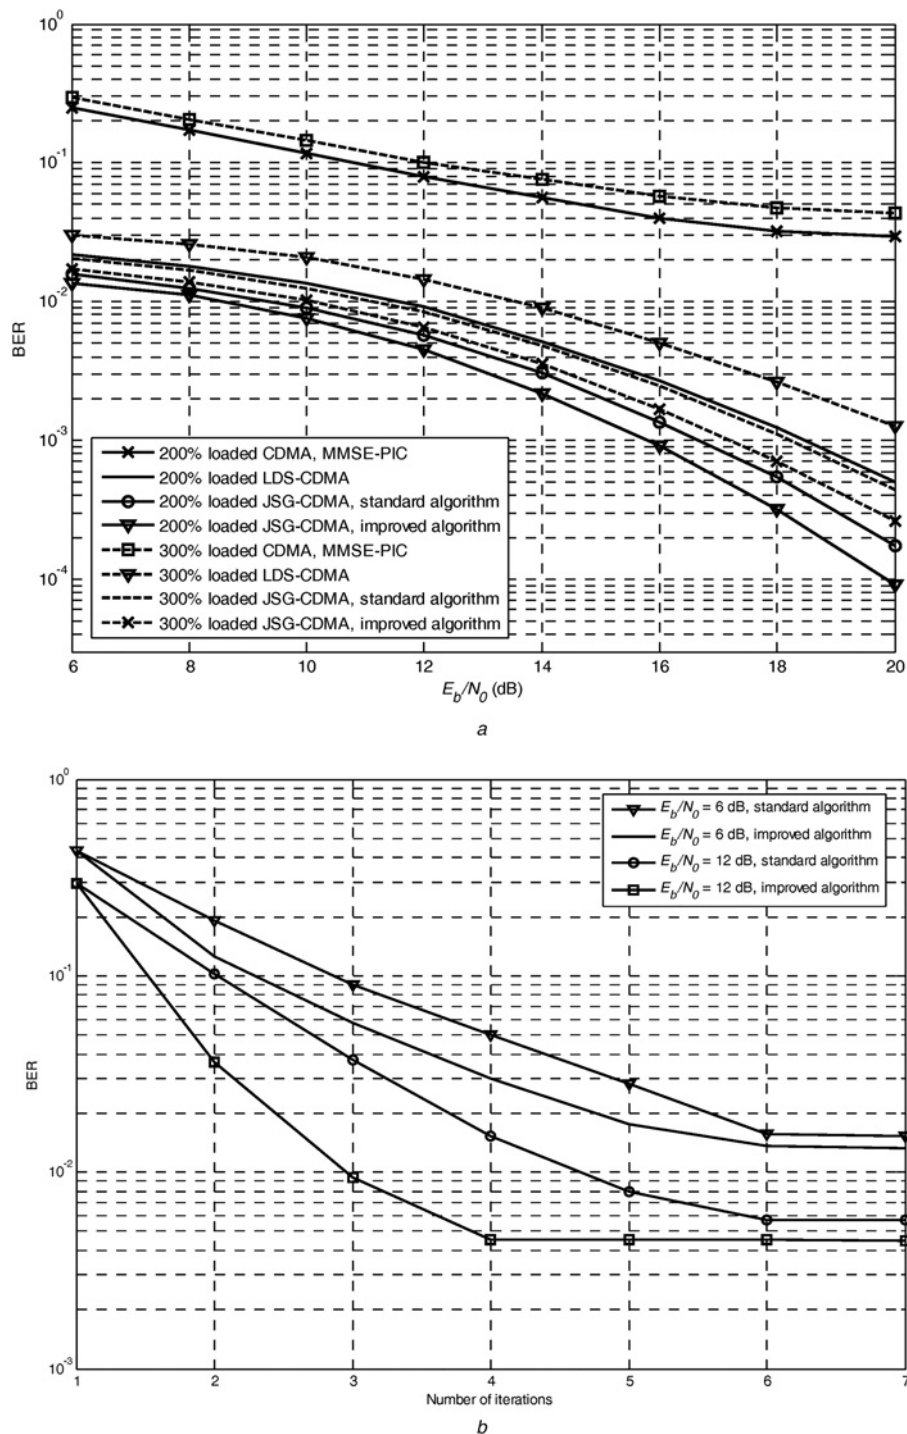 10^0
10^-1
10^-2
10^-3
10^-4
BER
200% loaded CDMA, MMSE-PIC
200% loaded LDS-CDMA
200% loaded JSG-CDMA, standard algorithm
200% loaded JSG-CDMA, improved algorithm
300% loaded CDMA, MMSE-PIC
300% loaded LDS-CDMA
300% loaded JSG-CDMA, standard algorithm
300% loaded JSG-CDMA, improved algorithm
6 8 10 12 14 16 18 20
E_b/N_0 (dB)
a
10^0
10^-1
10^-2
10^-3
BER
E_b/N_0 = 6 dB, standard algorithm
E_b/N_0 = 6 dB, improved algorithm
E_b/N_0 = 12 dB, standard algorithm
E_b/N_0 = 12 dB, improved algorithm
1 2 3 4 5 6 7
Number of iterations
b